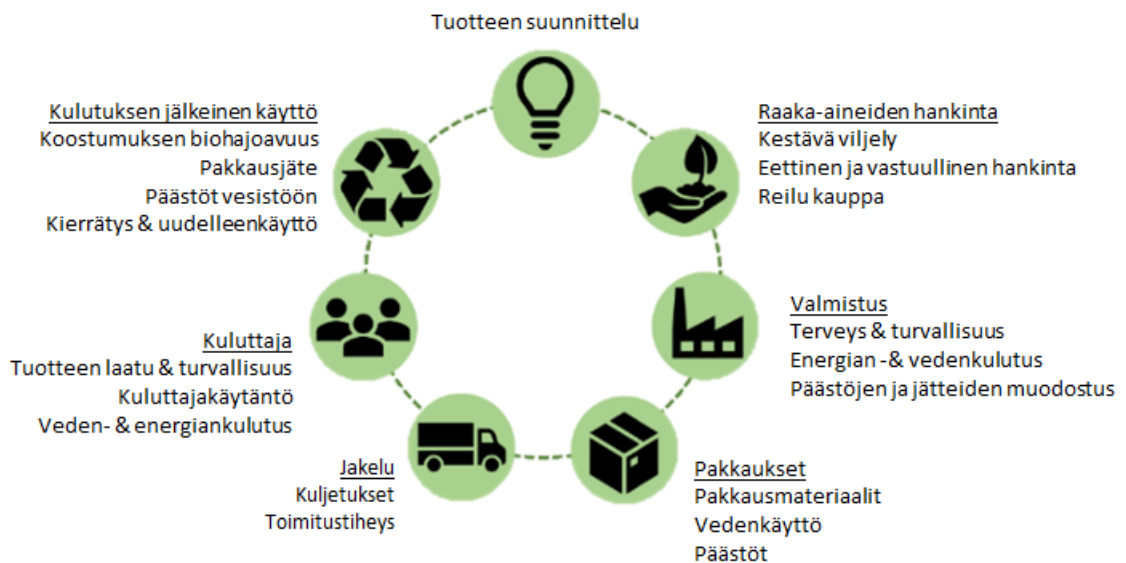 Tuotteen suunnittelu
Raaka-aineiden hankinta
Kestävä viljely
Eettinen ja vastuullinen hankinta
Reilu kauppa
Valmistus
Terveys & turvallisuus
Energian -& vedenkulutus
Päästöjen ja jätteiden muodostus
Pakkaukset
Pakkausmateriaalit
Vedenkäyttö
Päästöt
Jakelu
Kuljetukset
Toimitustiheys
Kuluttaja
Tuotteen laatu & turvallisuus
Kuluttajakäytäntö
Veden- & energiankulutus
Kulutuksen jälkeinen käyttö
Koostumuksen biohajoavuus
Pakkausjäte
Päästöt vesistöön
Kierrätys & uudelleenkäyttö